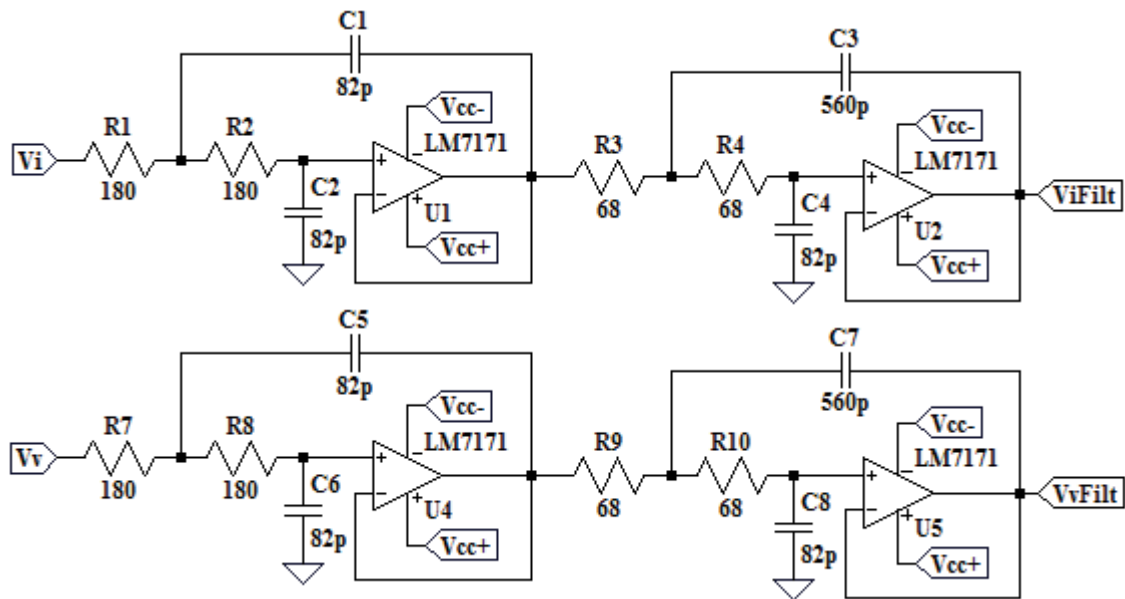 C1
82p
Vcc-
R1
R2
LM7171
Vi
+
−
−
+
180
180
C2
U1
82p
Vcc+
C3
560p
Vcc-
R3
R4
LM7171
+
−
−
+
68
68
C4
U2
82p
Vcc+
ViFilt
C5
82p
Vcc-
R7
R8
LM7171
Vv
+
−
−
+
180
180
C6
U4
82p
Vcc+
C7
560p
Vcc-
R9
R10
LM7171
+
−
−
+
68
68
C8
U5
82p
Vcc+
VvFilt